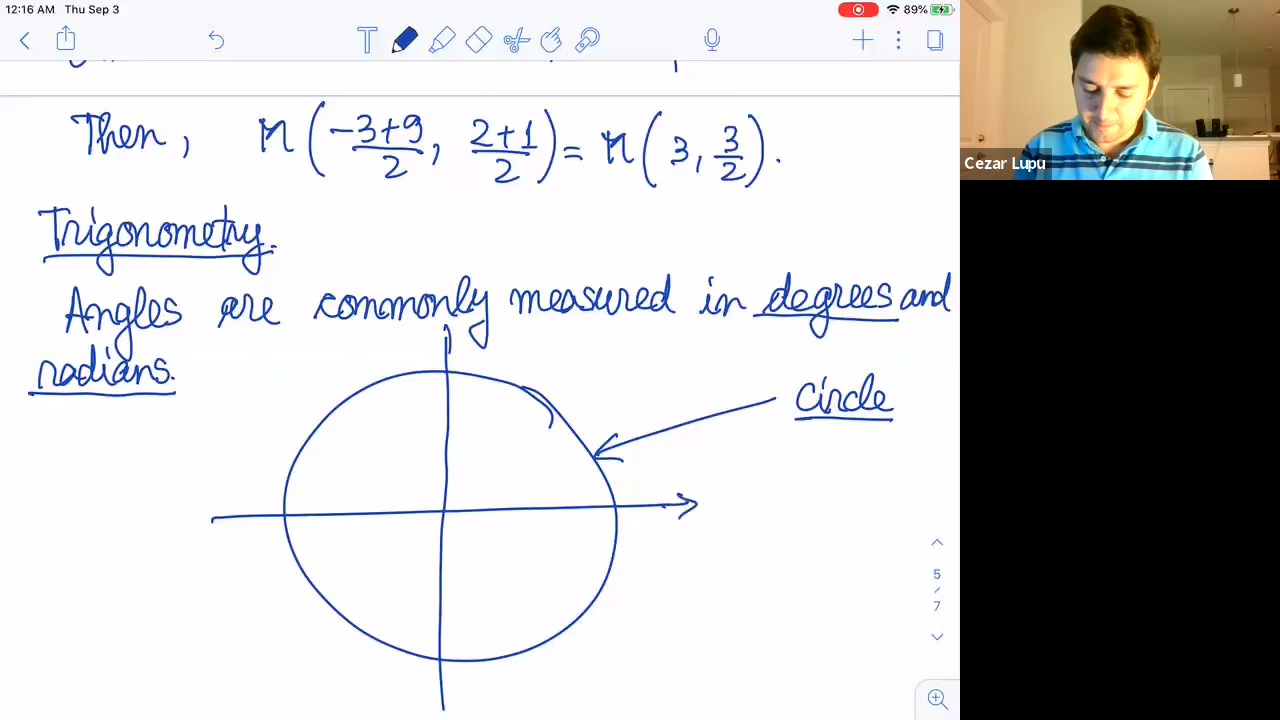 12:16 AM Thu Sep 3
89%
Then, M(-3+9/2, 2+1/2) = M(3, 3/2).
Trigonometry.
Angles are commonly measured in degrees and
radians.
circle
Cezar Lupu
5
/
7